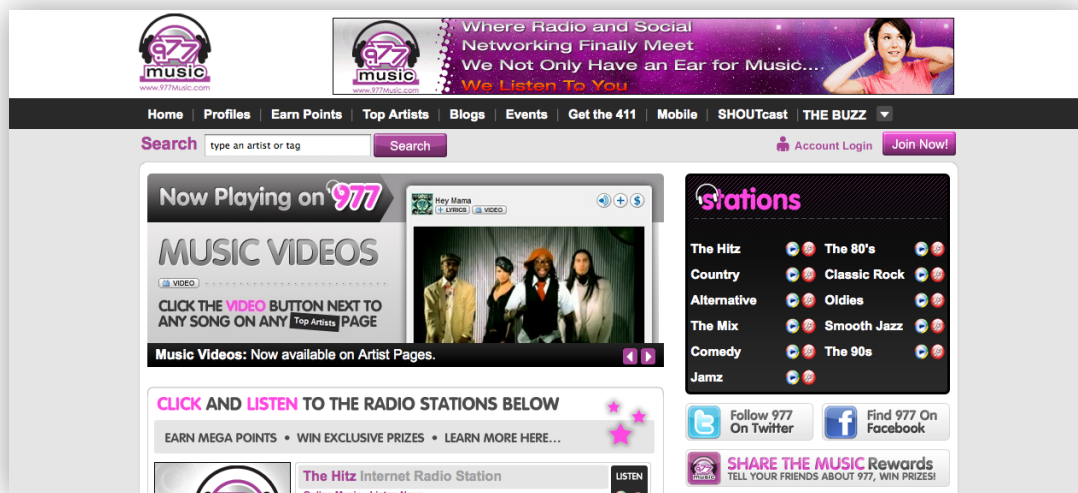 977
music
www.977Music.com
977
music
www.977Music.com
Where Radio and Social
Networking Finally Meet
We Not Only Have an Ear for Music....
We Listen To You
Home | Profiles | Earn Points | Top Artists | Blogs | Events | Get the 411 | Mobile | SHOUTcast | THE BUZZ
Search type an artist or tag Search
Account Login Join Now!
Now Playing on 977
MUSIC VIDEOS
VIDEO
CLICK THE VIDEO BUTTON NEXT TO
ANY SONG ON ANY Top Artists PAGE
Hey Mama
+ LYRICS VIDEO
Music Videos: Now available on Artist Pages.
stations
The Hitz The 80's
Country Classic Rock
Alternative Oldies
The Mix Smooth Jazz
Comedy The 90s
Jamz
Follow 977
On Twitter
Find 977 On
Facebook
SHARE THE MUSIC Rewards
TELL YOUR FRIENDS ABOUT 977, WIN PRIZES!
CLICK AND LISTEN TO THE RADIO STATIONS BELOW
EARN MEGA POINTS • WIN EXCLUSIVE PRIZES • LEARN MORE HERE...
The Hitz Internet Radio Station
LISTEN